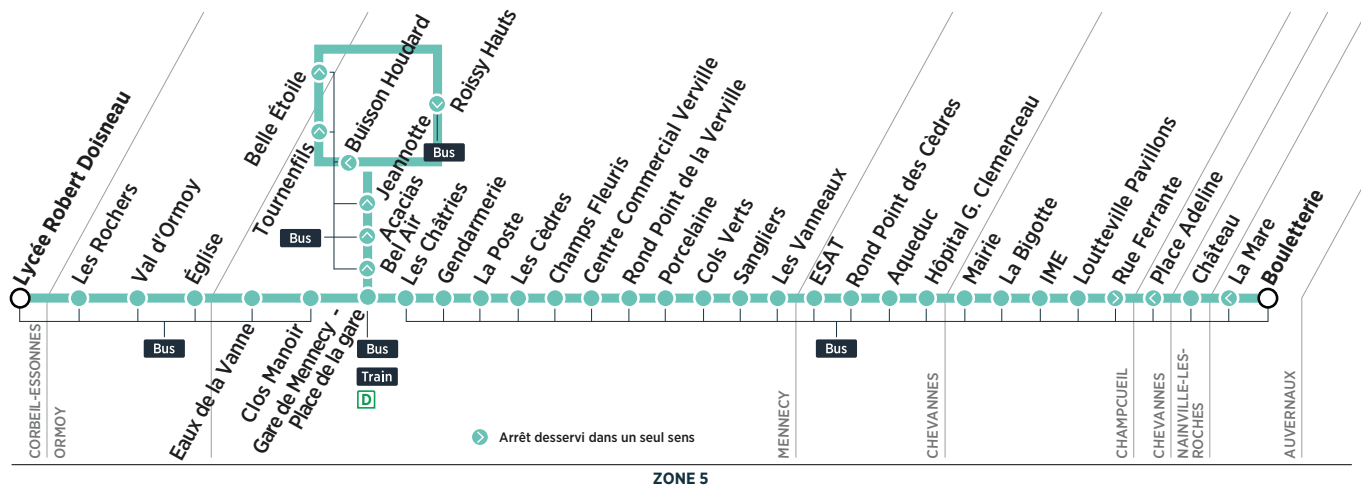 Lycée Robert Doisneau
Les Rochers
Val d'Ormoy
Église
Eaux de la Vanne
Clos Manoir
Gare de Mennecy -
Place de la gare
Belle Étoile
Tournenfils
Buisson Houdard
Roissy Hauts
Jeannotte
Acacias
Bel Air
Les Châtries
Gendarmerie
La Poste
Les Cèdres
Champs Fleuris
Centre Commercial Verville
Rond Point de la Verville
Porcelaine
Cols Verts
Sangliers
Les Vanneaux
ESAT
Rond Point des Cèdres
Aqueduc
Hôpital G. Clemenceau
Mairie
La Bigotte
IME
Loutteville Pavillons
Rue Ferrante
Place Adeline
Château
La Mare
Bouletterie
Bus
Bus
Bus
Bus
Train
D
Bus
CORBEIL-ESSONNES
ORMOY
MENNECY
CHEVANNES
CHAMPCUEIL
CHEVANNES
NAINVILLE-LES-
ROCHES
AUVERNAUX
Arrêt desservi dans un seul sens
ZONE 5